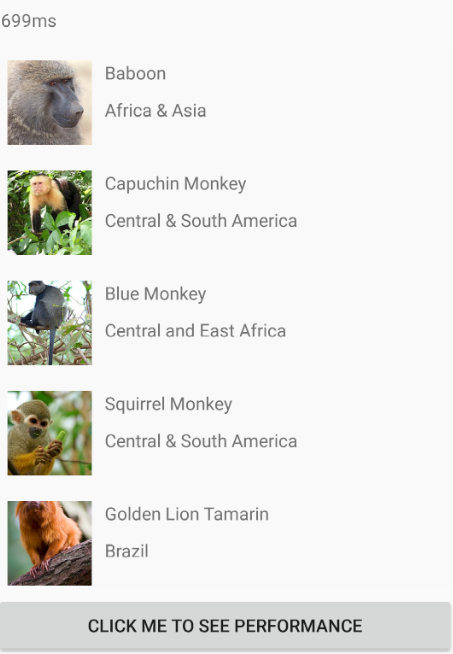 699ms
Baboon
Africa & Asia
Capuchin Monkey
Central & South America
Blue Monkey
Central and East Africa
Squirrel Monkey
Central & South America
Golden Lion Tamarin
Brazil
CLICK ME TO SEE PERFORMANCE